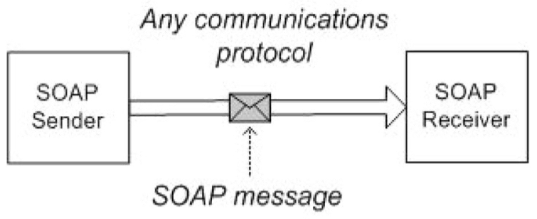 Any communications
protocol
SOAP
Sender
SOAP
Receiver
SOAP message